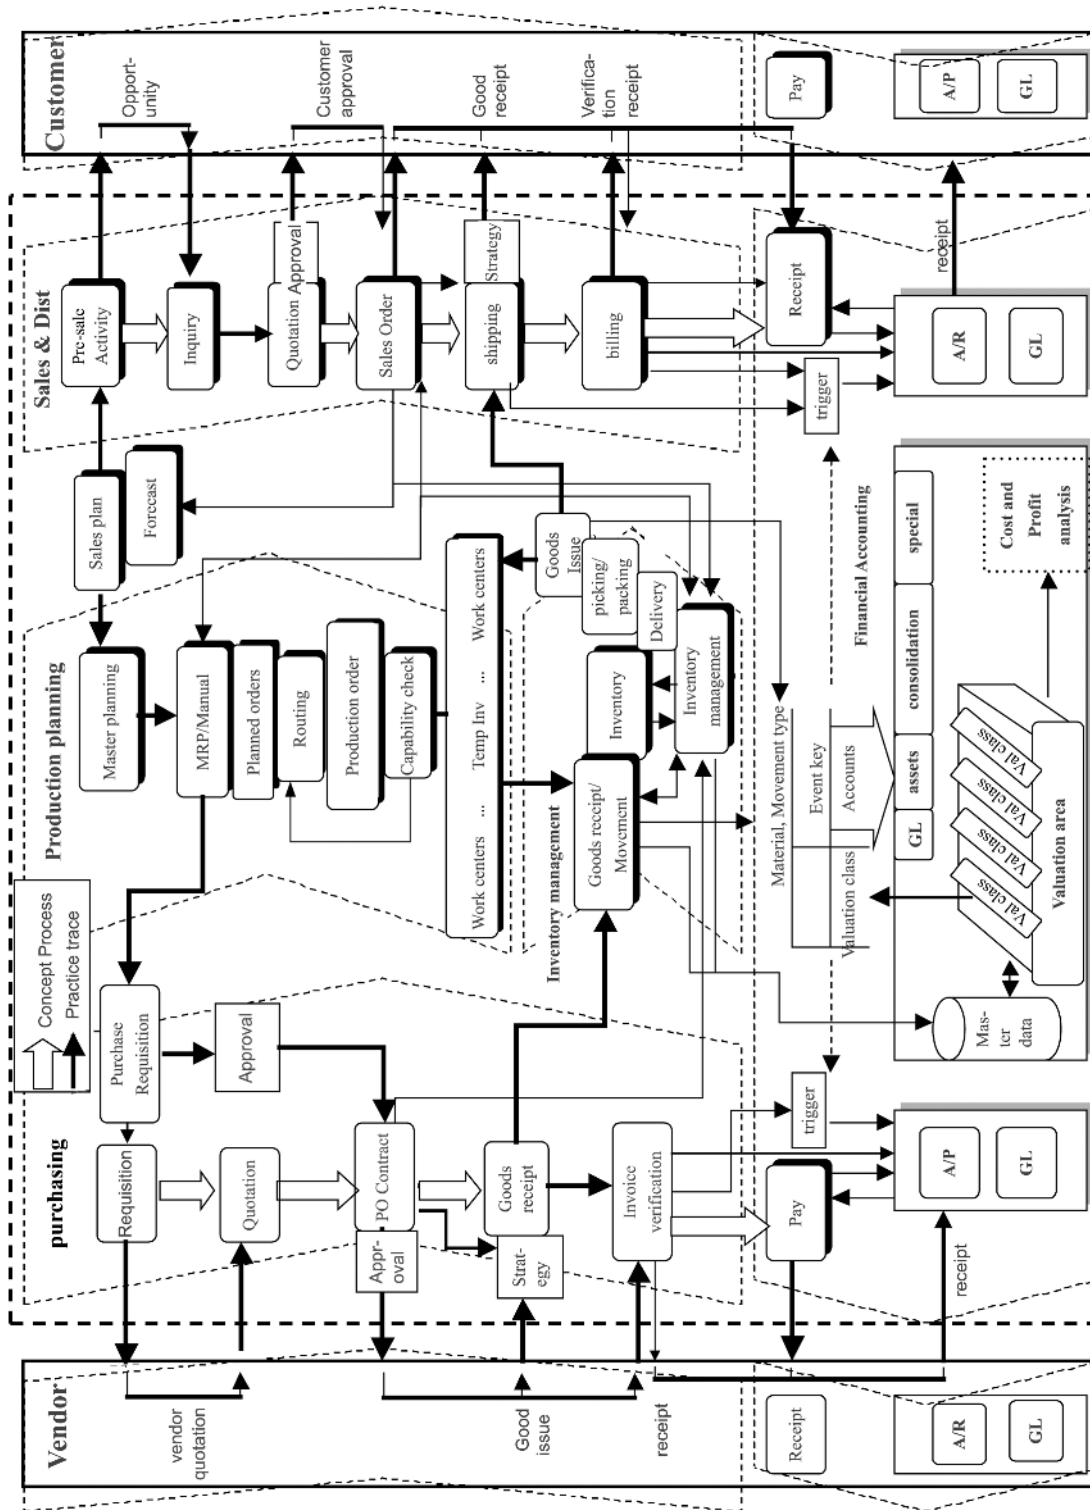 Vendor
vendor
quotation
Good
issue
receipt
Receipt
A/R
GL
purchasing
Concept Process
Practice trace
Requisition
Purchase
Requisition
Approval
Quotation
PO Contract
Appr-
oval
Goods
receipt
Strat-
egy
Invoice
verification
Pay
trigger
A/P
GL
receipt
Production planning
Master planning
MRP/Manual
Planned orders
Routing
Production order
Capability check
Work centers ... Temp Inv ... Work centers
Inventory management
Goods receipt/
Movement
Inventory
Inventory
management
Delivery
picking/
packing
Goods
Issue
Sales plan
Forecast
Sales & Dist
Pre-sale
Activity
Inquiry
Quotation
Approval
Sales Order
shipping
Strategy
billing
Receipt
trigger
A/R
GL
receipt
Material, Movement type
Event key
Accounts
Valuation class
Financial Accounting
GL
assets
consolidation
special
Mas-
ter
data
Val class
Val class
Val class
Val class
Valuation area
Cost and
Profit
analysis
Customer
Opport-
unity
Customer
approval
Good
receipt
Verifica-
tion
receipt
Pay
A/P
GL